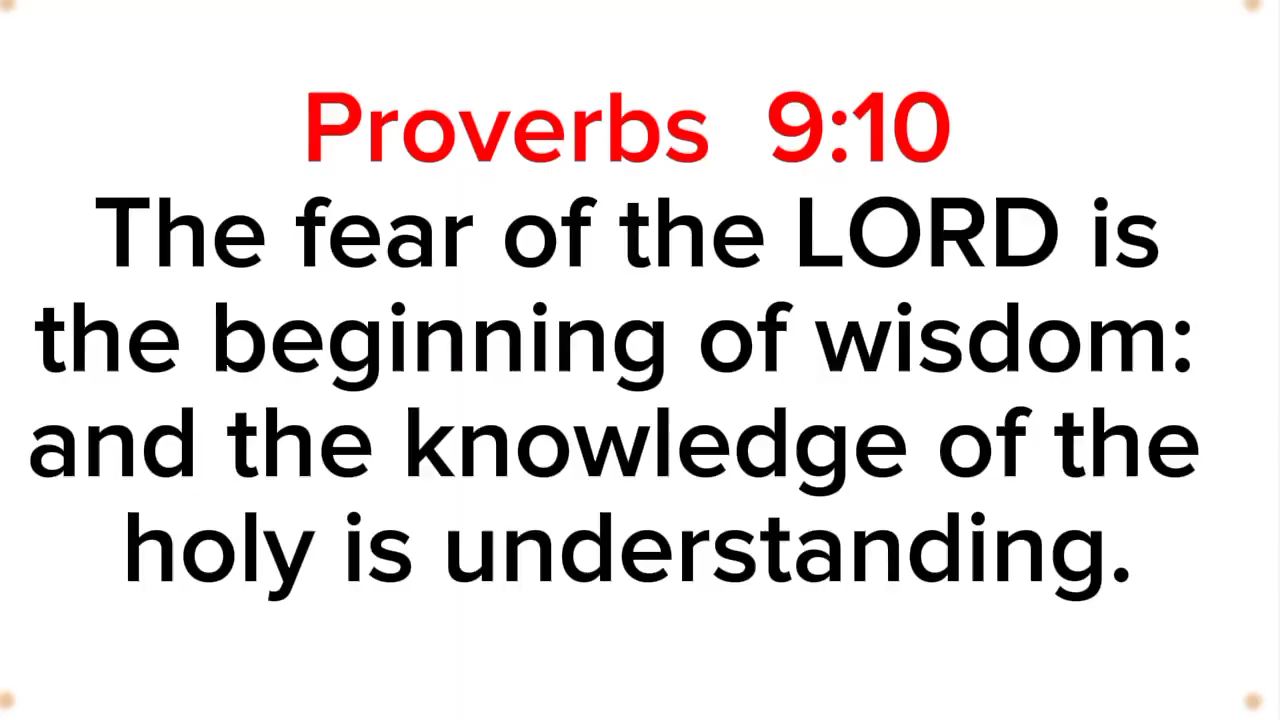 Proverbs 9:10
The fear of the LORD is
the beginning of wisdom:
and the knowledge of the
holy is understanding.